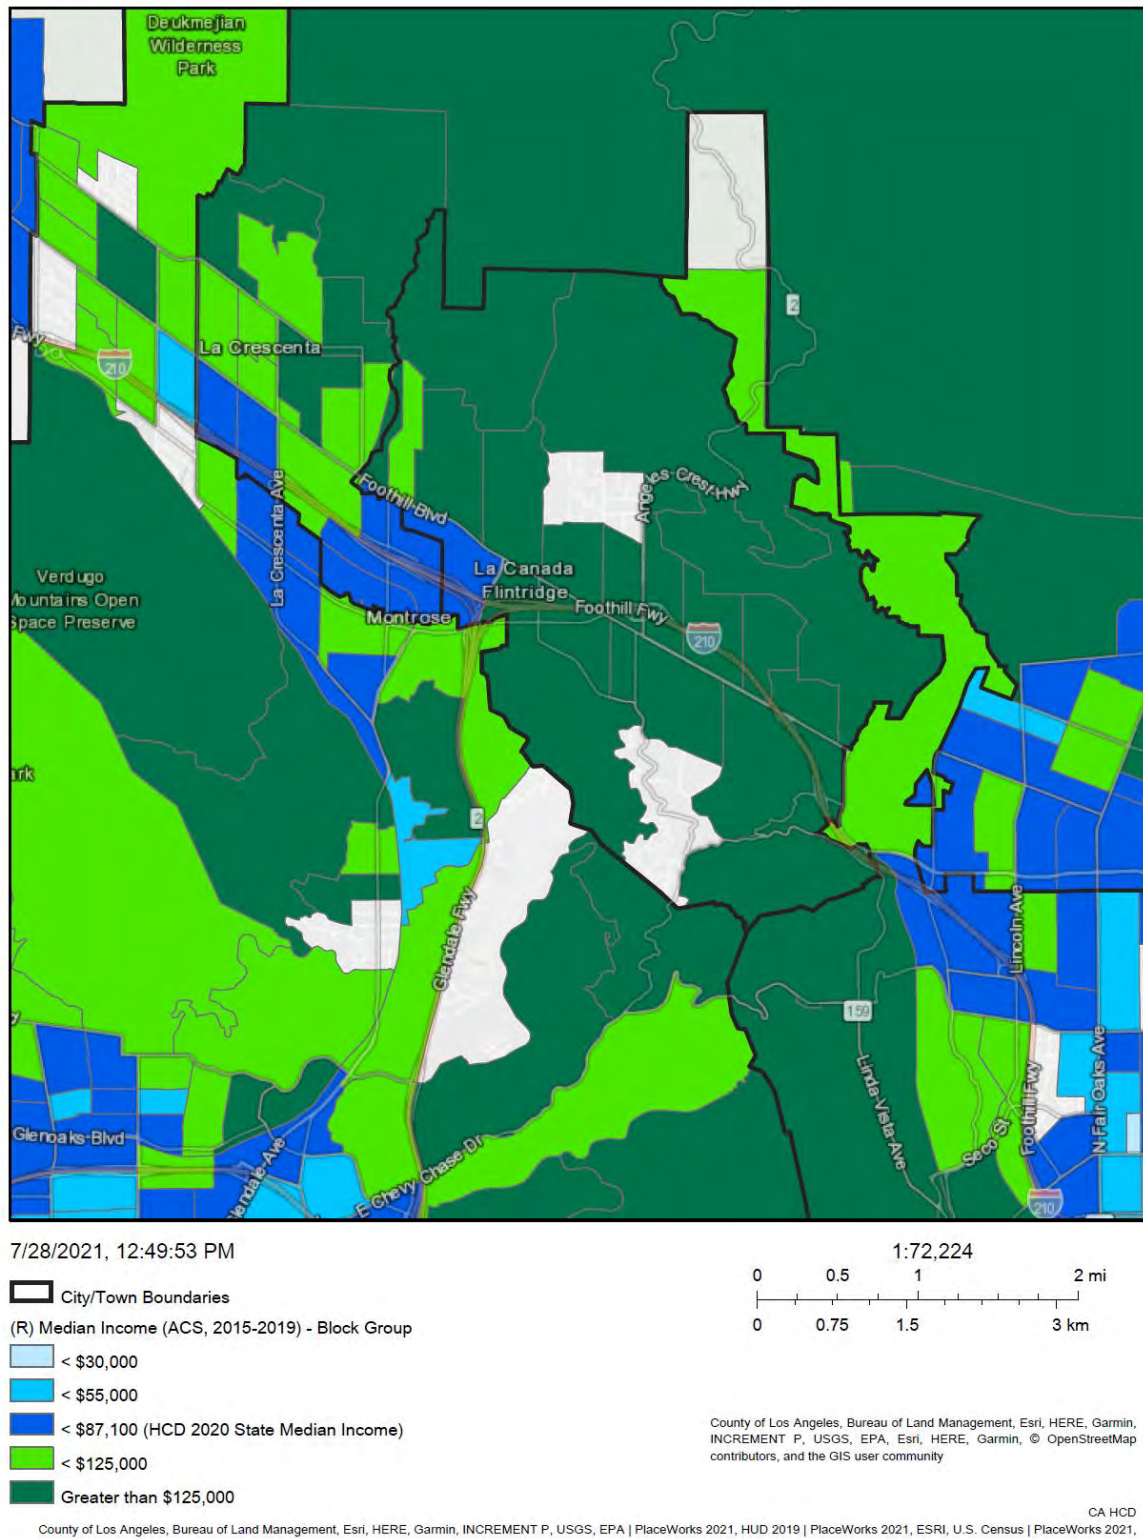 Deukmejian
Wilderness
Park
2
La Crescenta
Fwy
210
Angeles-Crest-Hwy
Foothill-Blvd
La-Crescenta-Ave
La Canada
Flintridge
Verdugo
Mountains Open
Space Preserve
Montrose
Foothill Fwy
210
ark
2
Glendale Fwy
Lincoln Ave
159
Linda-Vista-Ave
Foothill Fwy
N-Fair Oaks-Ave
Glenoaks-Blvd
Seco-St
E-Chevy Chase-Dr
Glendale-Ave
210
7/28/2021, 12:49:53 PM
1:72,224
0 0.5 1 2 mi
0 0.75 1.5 3 km
City/Town Boundaries
(R) Median Income (ACS, 2015-2019) - Block Group
< $30,000
< $55,000
< $87,100 (HCD 2020 State Median Income)
< $125,000
Greater than $125,000
County of Los Angeles, Bureau of Land Management, Esri, HERE, Garmin,
INCREMENT P, USGS, EPA, Esri, HERE, Garmin, © OpenStreetMap
contributors, and the GIS user community
CA HCD
County of Los Angeles, Bureau of Land Management, Esri, HERE, Garmin, INCREMENT P, USGS, EPA | PlaceWorks 2021, HUD 2019 | PlaceWorks 2021, ESRI, U.S. Census | PlaceWorks 2021,